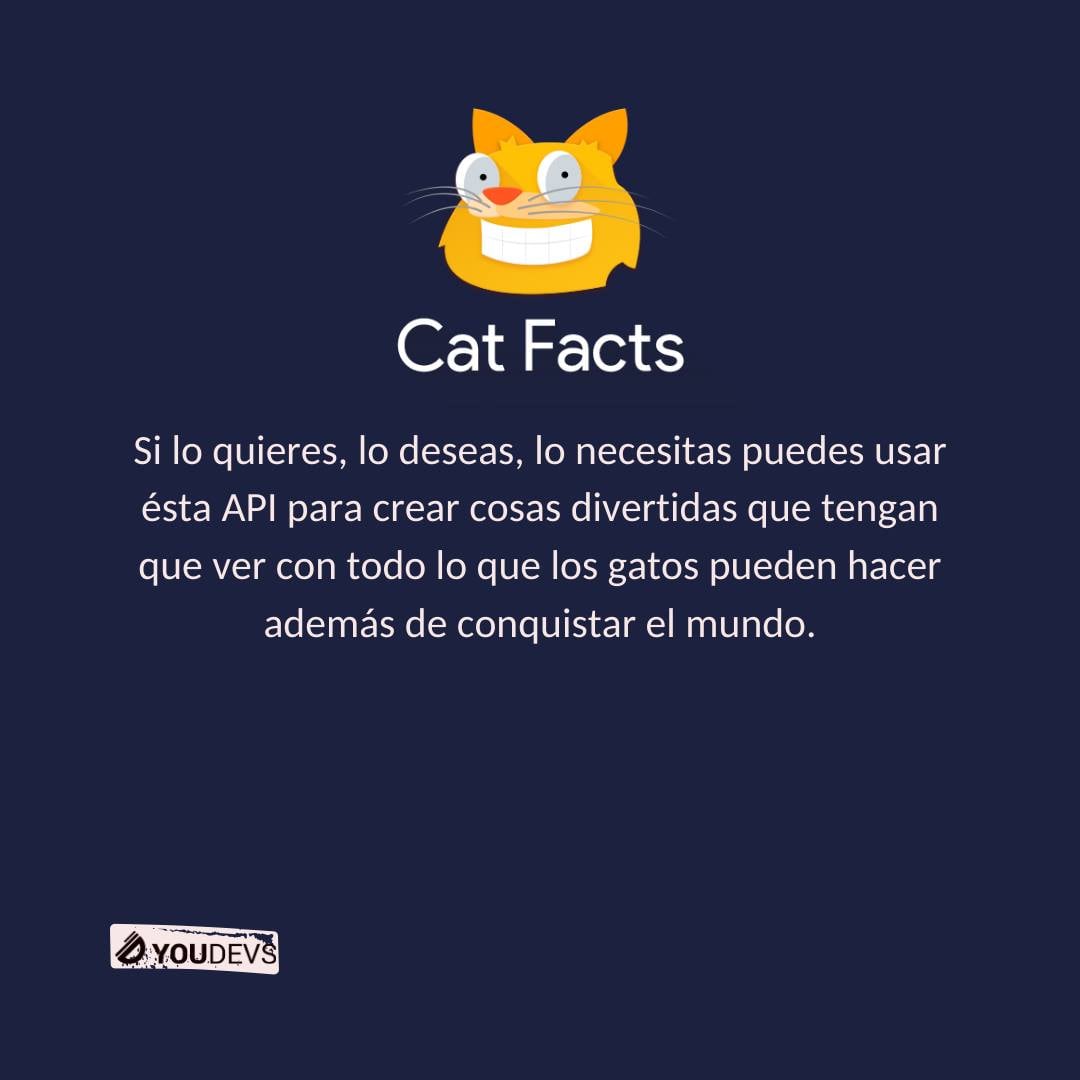 Cat Facts
Si lo quieres, lo deseas, lo necesitas puedes usar
ésta API para crear cosas divertidas que tengan
que ver con todo lo que los gatos pueden hacer
además de conquistar el mundo.
YOUDEVS